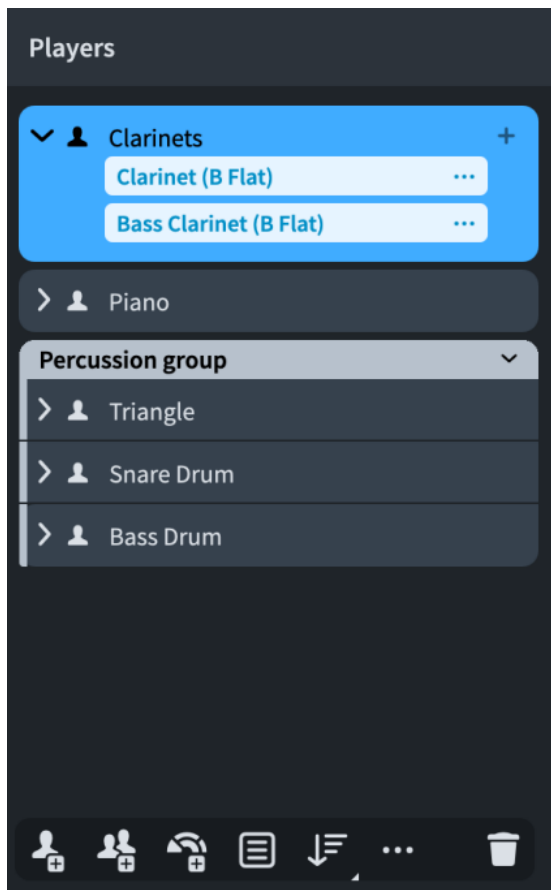 Players
Clarinets
Clarinet (B Flat)
Bass Clarinet (B Flat)
Piano
Percussion group
Triangle
Snare Drum
Bass Drum